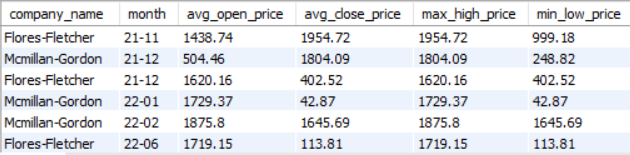 company_name month avg_open_price avg_close_price max_high_price min_low_price
Flores-Fletcher 21-11 1438.74 1954.72 1954.72 999.18
Mcmillan-Gordon 21-12 504.46 1804.09 1804.09 248.82
Flores-Fletcher 21-12 1620.16 402.52 1620.16 402.52
Mcmillan-Gordon 22-01 1729.37 42.87 1729.37 42.87
Mcmillan-Gordon 22-02 1875.8 1645.69 1875.8 1645.69
Flores-Fletcher 22-06 1719.15 113.81 1719.15 113.81